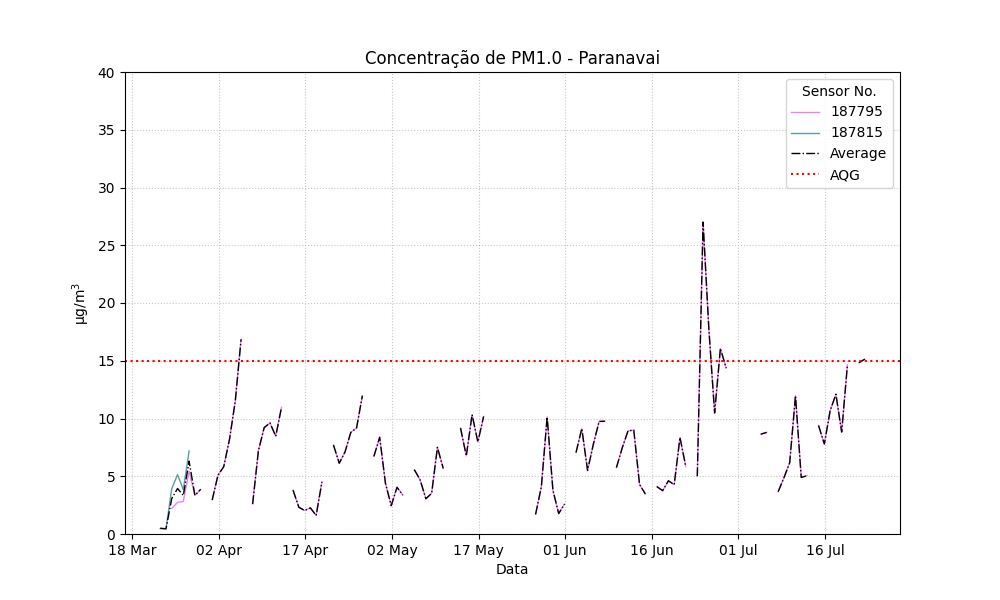 Concentração de PM1.0 - Paranavai
40
35
30
25
20
15
10
5
0
µg/m³
Sensor No.
187795
187815
Average
AQG
18 Mar 02 Apr 17 Apr 02 May 17 May 01 Jun 16 Jun 01 Jul 16 Jul
Data